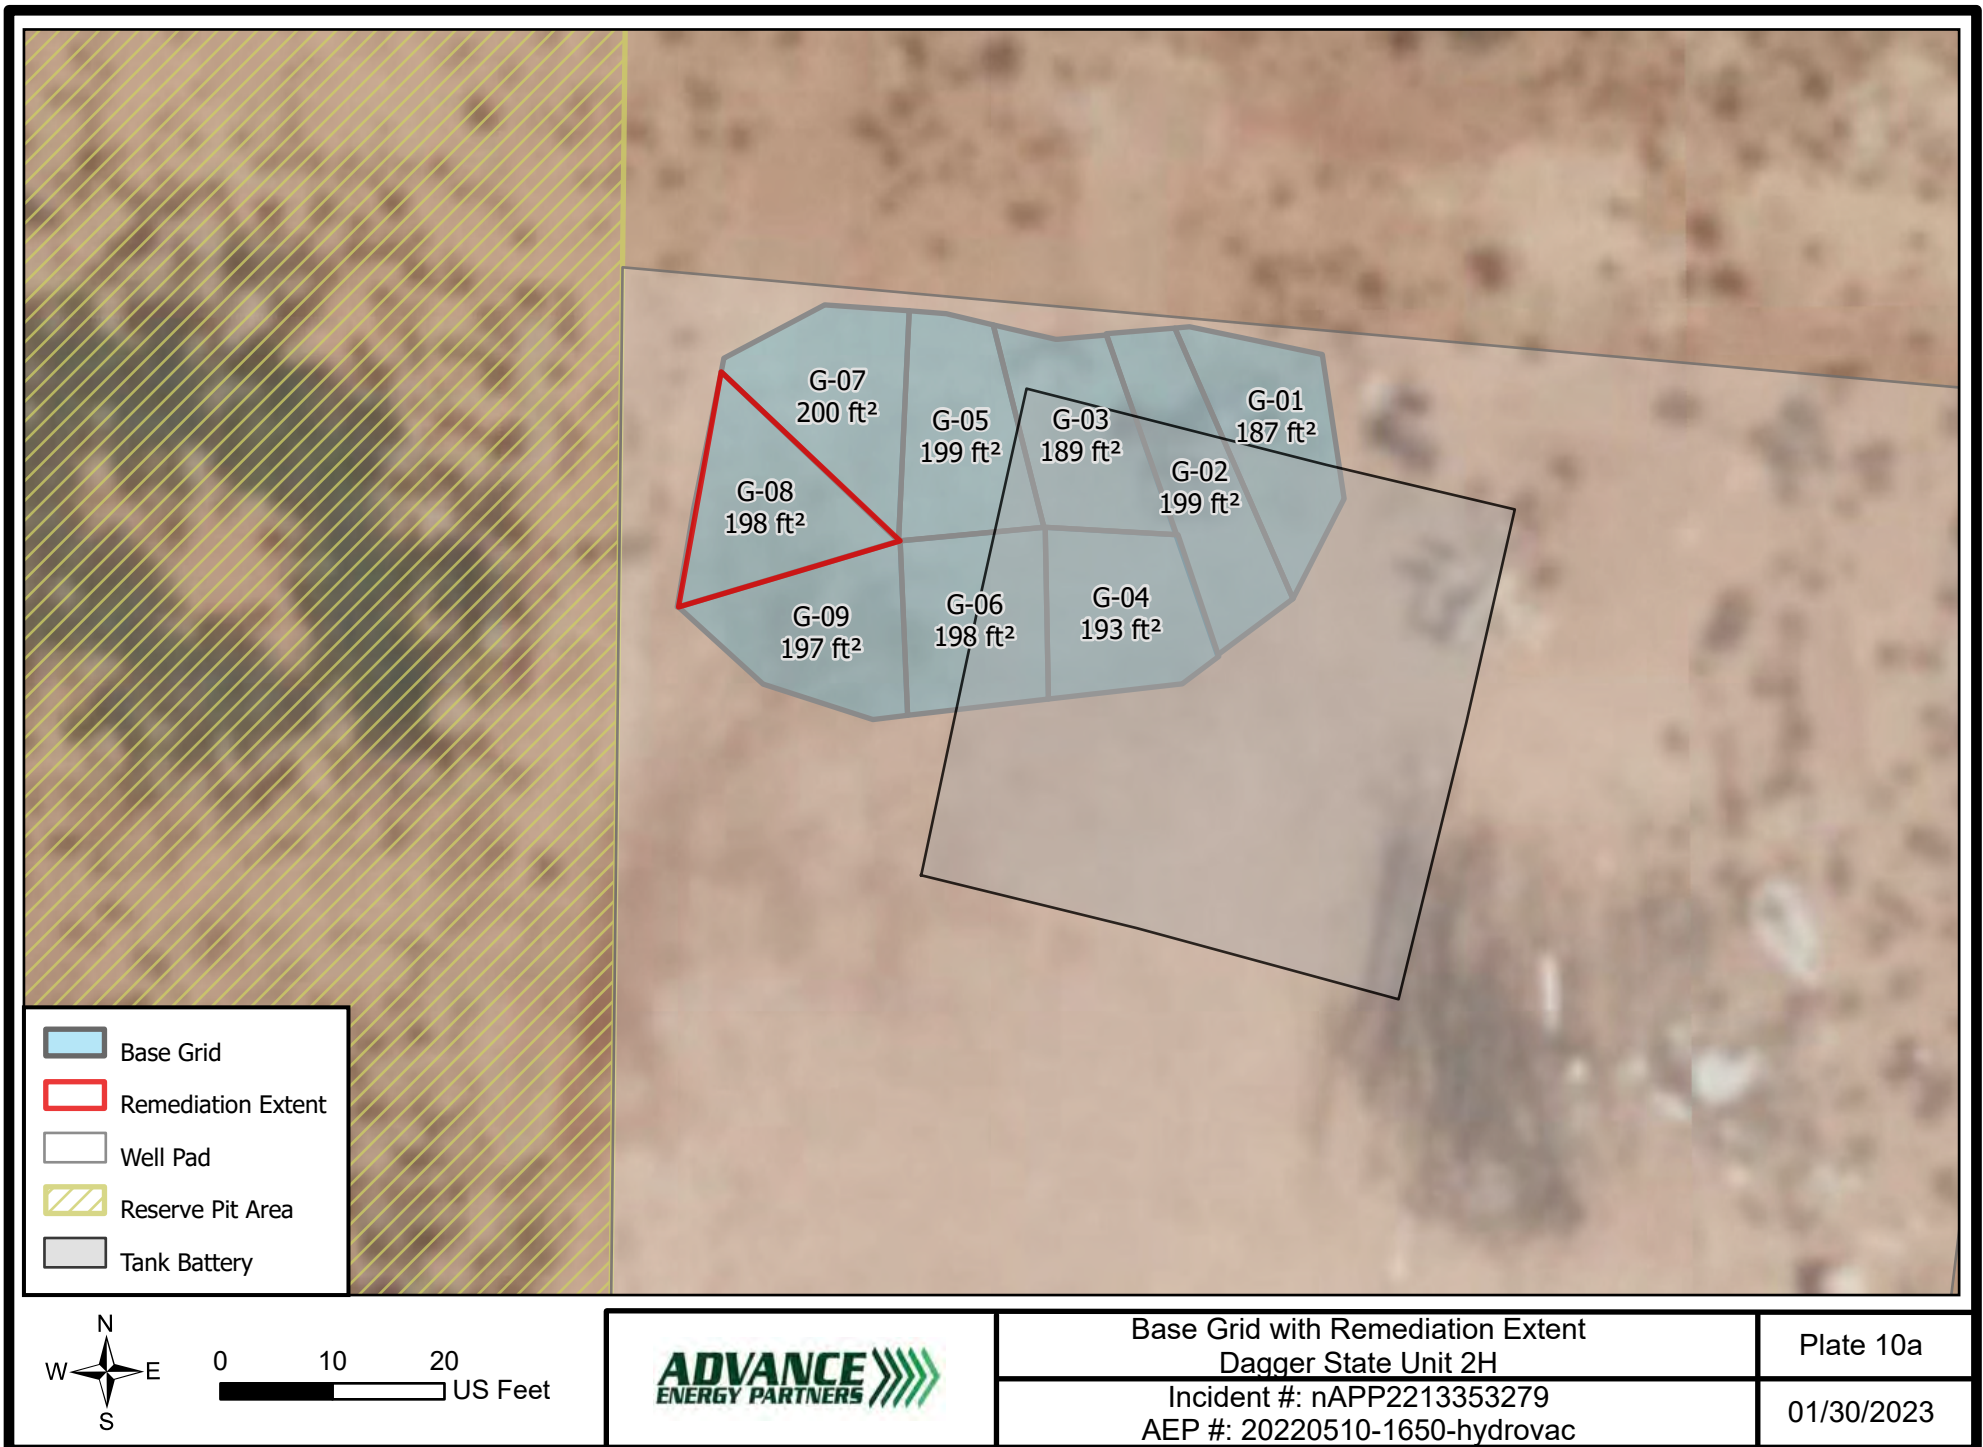 G-07
200 ft²
G-05
199 ft²
G-03
189 ft²
G-01
187 ft²
G-02
199 ft²
G-08
198 ft²
G-09
197 ft²
G-06
198 ft²
G-04
193 ft²
Base Grid
Remediation Extent
Well Pad
Reserve Pit Area
Tank Battery
N
W E
S
0 10 20
US Feet
ADVANCE
ENERGY PARTNERS
Base Grid with Remediation Extent
Dagger State Unit 2H
Incident #: nAPP2213353279
AEP #: 20220510-1650-hydrovac
Plate 10a
01/30/2023